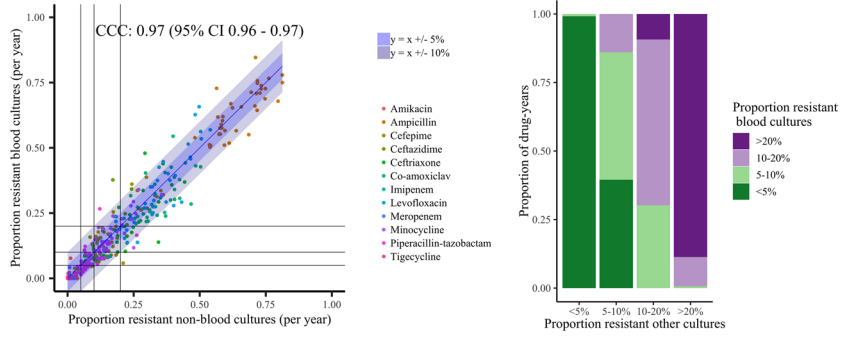 CCC: 0.97 (95% CI 0.96 - 0.97)
1.00
0.75
0.50
0.25
0.00
0.00
0.25
0.50
0.75
1.00
Proportion resistant blood cultures (per year)
Proportion resistant non-blood cultures (per year)
y = x +/- 5%
y = x +/- 10%
Amikacin
Ampicillin
Cefepime
Ceftazidime
Ceftriaxone
Co-amoxiclav
Imipenem
Levofloxacin
Meropenem
Minocycline
Piperacillin-tazobactam
Tigecycline
1.00
0.75
0.50
0.25
0.00
Proportion of drug-years
<5%
5-10%
10-20%
>20%
Proportion resistant other cultures
Proportion resistant
blood cultures
>20%
10-20%
5-10%
<5%